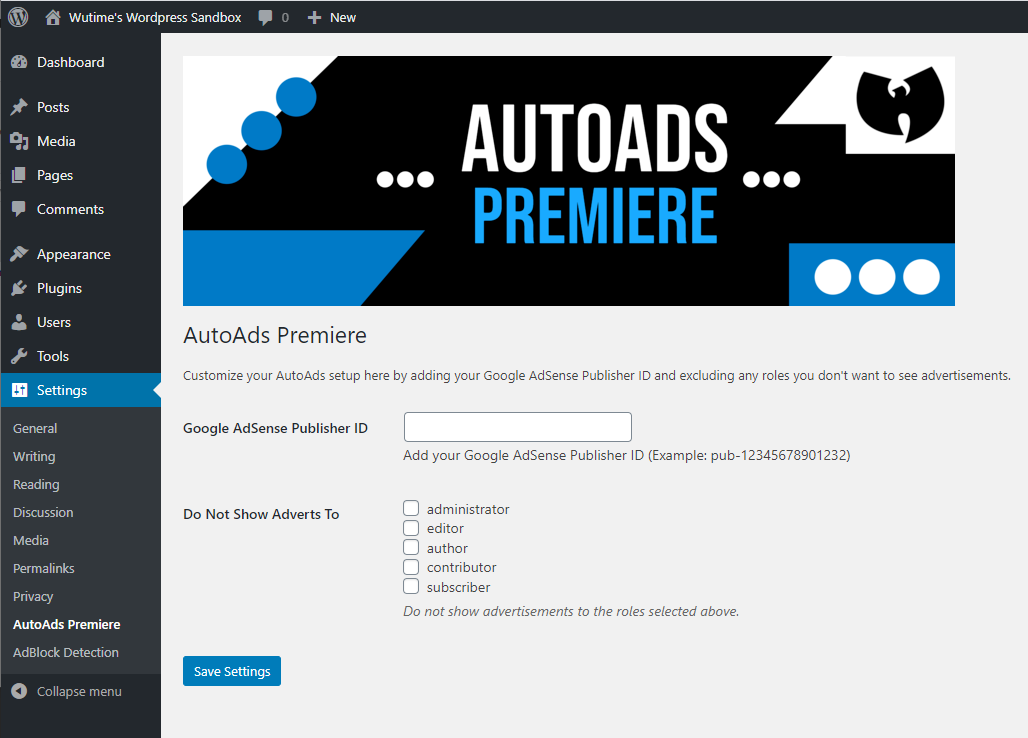 Wutime's Wordpress Sandbox 0 New
Dashboard
Posts
Media
Pages
Comments
Appearance
Plugins
Users
Tools
Settings
General
Writing
Reading
Discussion
Media
Permalinks
Privacy
AutoAds Premiere
AdBlock Detection
Collapse menu
AUTOADS
PREMIERE
AutoAds Premiere
Customize your AutoAds setup here by adding your Google AdSense Publisher ID and excluding any roles you don't want to see advertisements.
Google AdSense Publisher ID
Add your Google AdSense Publisher ID (Example: pub-12345678901232)
Do Not Show Adverts To
administrator
editor
author
contributor
subscriber
Do not show advertisements to the roles selected above.
Save Settings